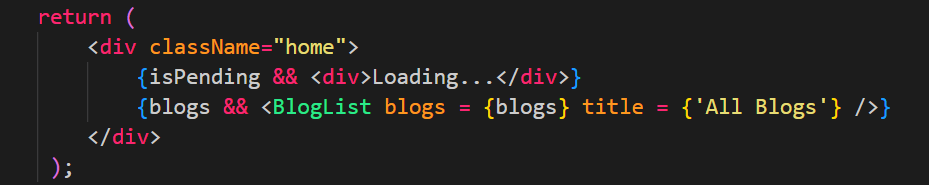 return (
<div className="home">
{isPending && <div>Loading...</div>}
{blogs && <BlogList blogs = {blogs} title = {'All Blogs'} />}
</div>
);